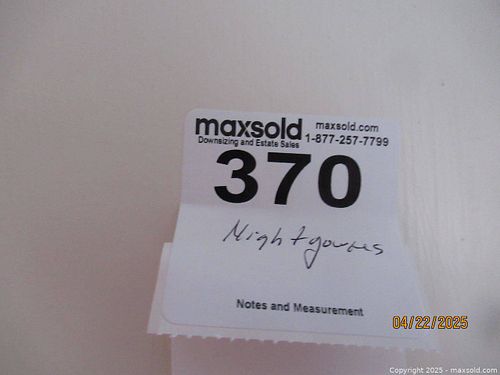 maxsold maxsold.com
Downsizing and Estate Sales 1-877-257-7799
370
Nightgowns
Notes and Measurement
04/22/2025
Copyright 2025 - maxsold.com